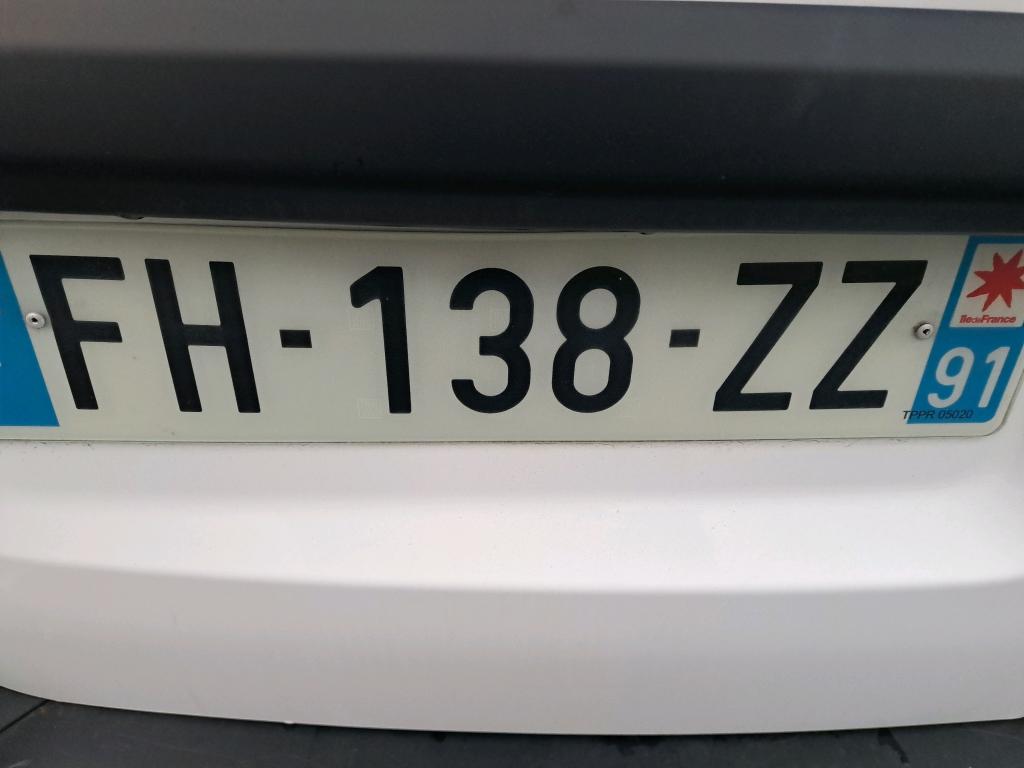 FH-138-ZZ
îledeFrance
91
TPPR 05020